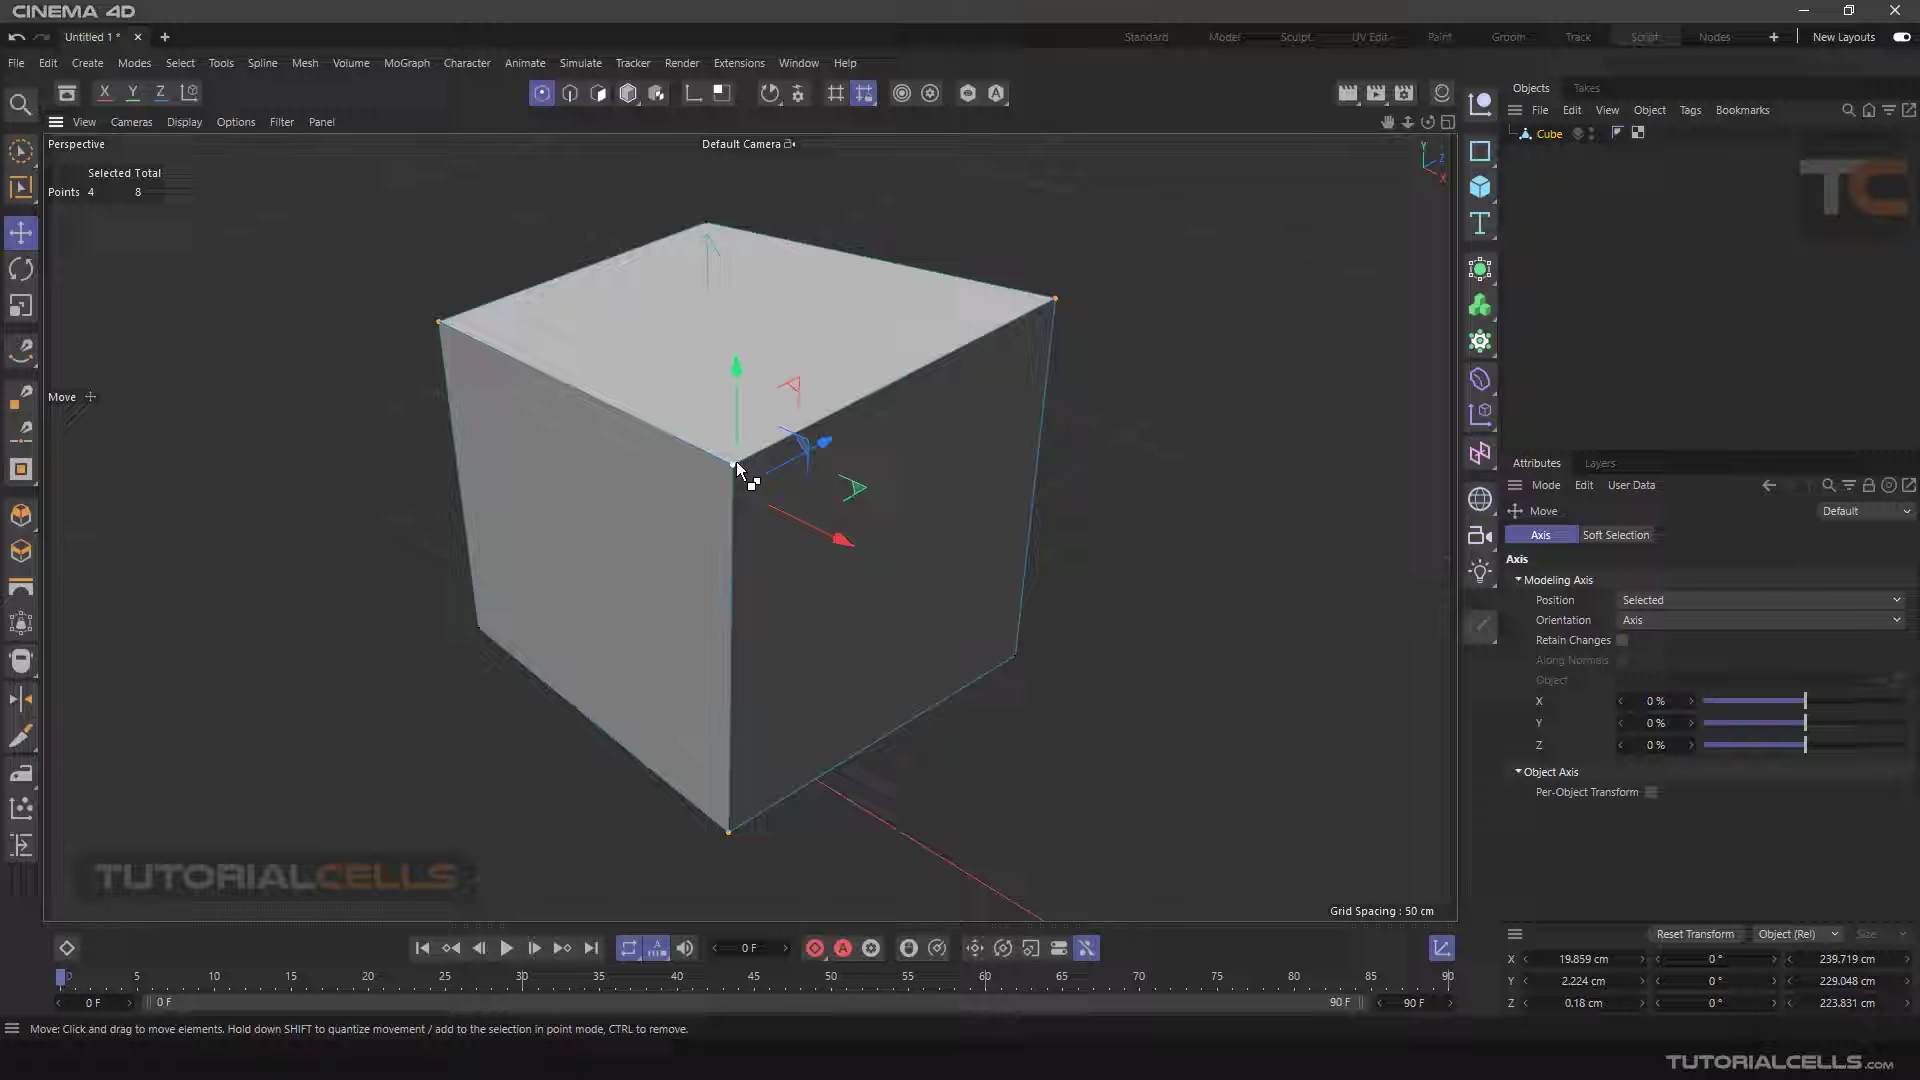 CINEMA 4D
Untitled 1 *
Standard Model Sculpt UV Edit Paint Groom Track Script Nodes New Layouts
File Edit Create Modes Select Tools Spline Mesh Volume MoGraph Character Animate Simulate Tracker Render Extensions Window Help
X Y Z
View Cameras Display Options Filter Panel
Perspective
Default Camera
Selected Total
Points 4 8
Move
Y
Z
X
Grid Spacing : 50 cm
TUTORIALCELLS
Objects Takes
File Edit View Object Tags Bookmarks
Cube
TC
Attributes Layers
Mode Edit User Data
Move Default
Axis Soft Selection
Axis
Modeling Axis
Position Selected
Orientation Axis
Retain Changes
Along Normals
Object
X 0 %
Y 0 %
Z 0 %
Object Axis
Per-Object Transform
0 F
0 5 10 15 20 25 30 35 40 45 50 55 60 65 70 75 80 85 90
0 F 0 F 90 F 90 F
Reset Transform Object (Rel) Size
X 19.859 cm 0 ° 239.719 cm
Y 2.224 cm 0 ° 229.048 cm
Z 0.18 cm 0 ° 223.831 cm
Move: Click and drag to move elements. Hold down SHIFT to quantize movement / add to the selection in point mode, CTRL to remove.
TUTORIALCELLS.com